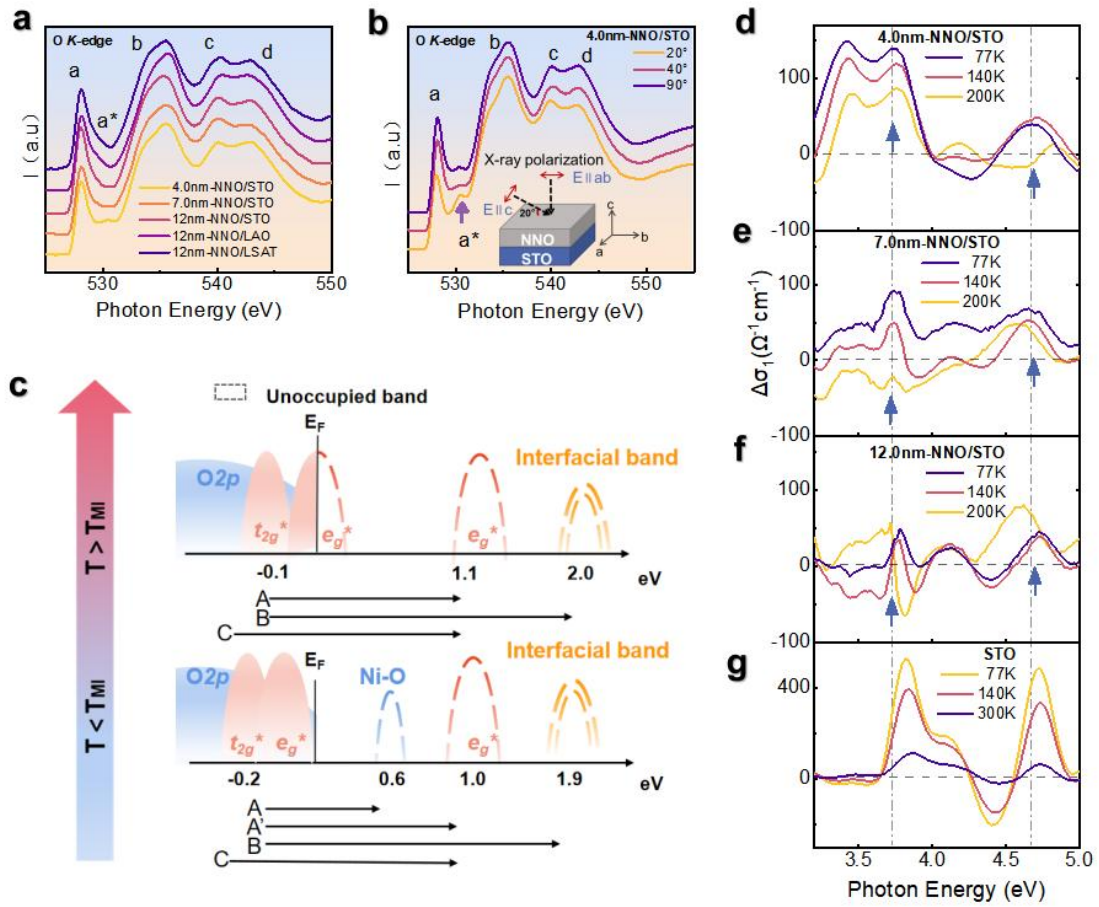 a
O K-edge
b
c
d
a
a*
4.0nm-NNO/STO
7.0nm-NNO/STO
12nm-NNO/STO
12nm-NNO/LAO
12nm-NNO/LSAT
I (a.u)
530
540
550
Photon Energy (eV)
b
O K-edge
4.0nm-NNO/STO
20°
40°
90°
b
c
d
a
a*
X-ray polarization
E || ab
E || c
20°
NNO
STO
c
b
a
I (a.u)
530
540
550
Photon Energy (eV)
c
T > TMI
T < TMI
Unoccupied band
EF
O2p
Interfacial band
t2g*
eg*
eg*
-0.1
1.1
2.0
eV
A
B
C
O2p
EF
Ni-O
Interfacial band
t2g*
eg*
eg*
-0.2
0.6
1.0
1.9
eV
A
A'
B
C
d
4.0nm-NNO/STO
77K
140K
200K
100
0
-100
e
7.0nm-NNO/STO
77K
140K
200K
100
0
-100
Δσ1(Ω-1cm-1)
f
12.0nm-NNO/STO
77K
140K
200K
100
0
-100
g
STO
77K
140K
300K
400
0
3.5
4.0
4.5
5.0
Photon Energy (eV)